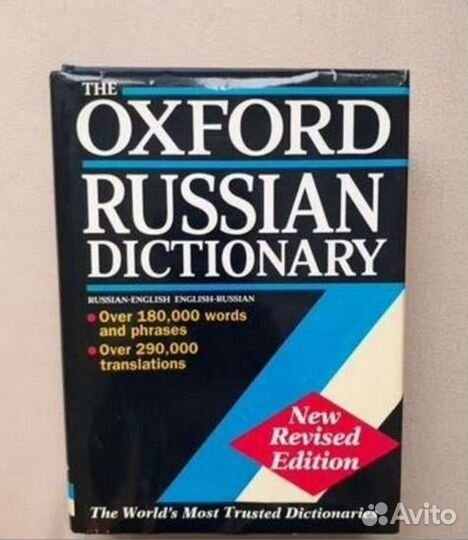 THE
OXFORD
RUSSIAN
DICTIONARY
RUSSIAN-ENGLISH ENGLISH-RUSSIAN
• Over 180,000 words
and phrases
• Over 290,000
translations
New
Revised
Edition
The World's Most Trusted Dictionaries
Avito